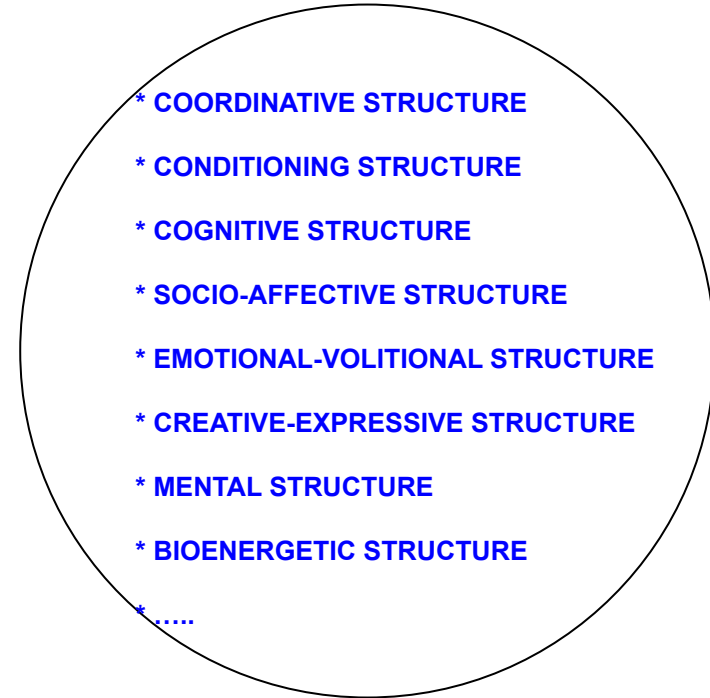 * COORDINATIVE STRUCTURE
* CONDITIONING STRUCTURE
* COGNITIVE STRUCTURE
* SOCIO-AFFECTIVE STRUCTURE
* EMOTIONAL-VOLITIONAL STRUCTURE
* CREATIVE-EXPRESSIVE STRUCTURE
* MENTAL STRUCTURE
* BIOENERGETIC STRUCTURE
* …..